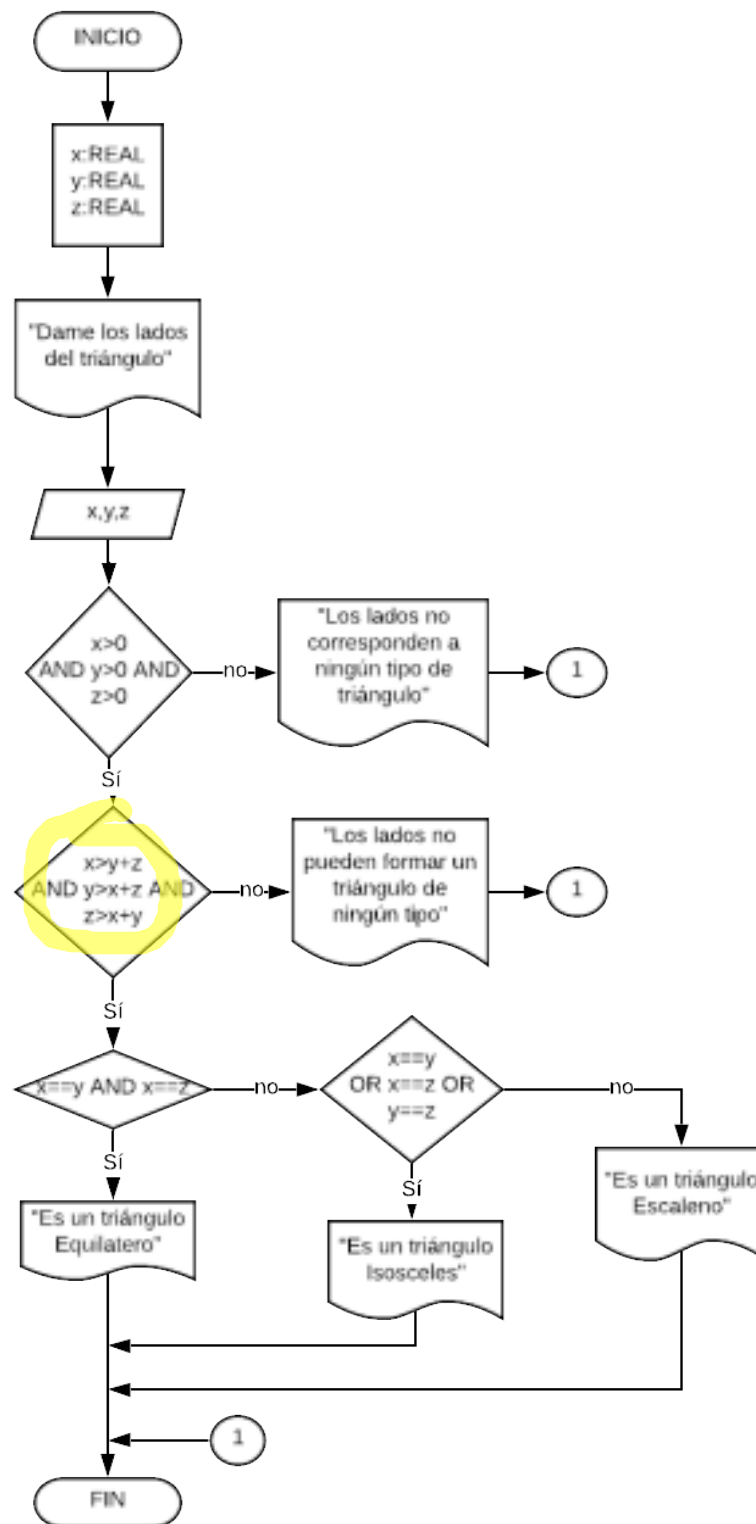 INICIO
x:REAL
y:REAL
z:REAL
"Dame los lados
del triángulo"
x,y,z
x>0
AND y>0 AND
z>0
no
"Los lados no
corresponden a
ningún tipo de
triángulo"
1
Sí
x>y+z
AND y>x+z AND
z>x+y
no
"Los lados no
pueden formar un
triángulo de
ningún tipo"
1
Sí
x==y AND x==z
no
x==y
OR x==z OR
y==z
no
Sí
"Es un triángulo
Equilatero"
Sí
"Es un triángulo
Isosceles"
"Es un triángulo
Escaleno"
1
FIN